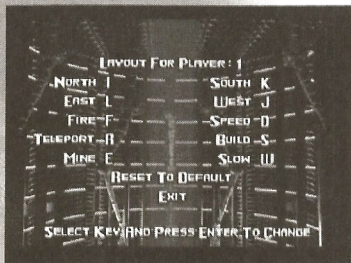 Layout For Player : 1
North I South K
East L West J
Fire F Speed D
Teleport R Build S
Mine E Slow W
Reset To Default
Exit
Select Key And Press Enter To Change